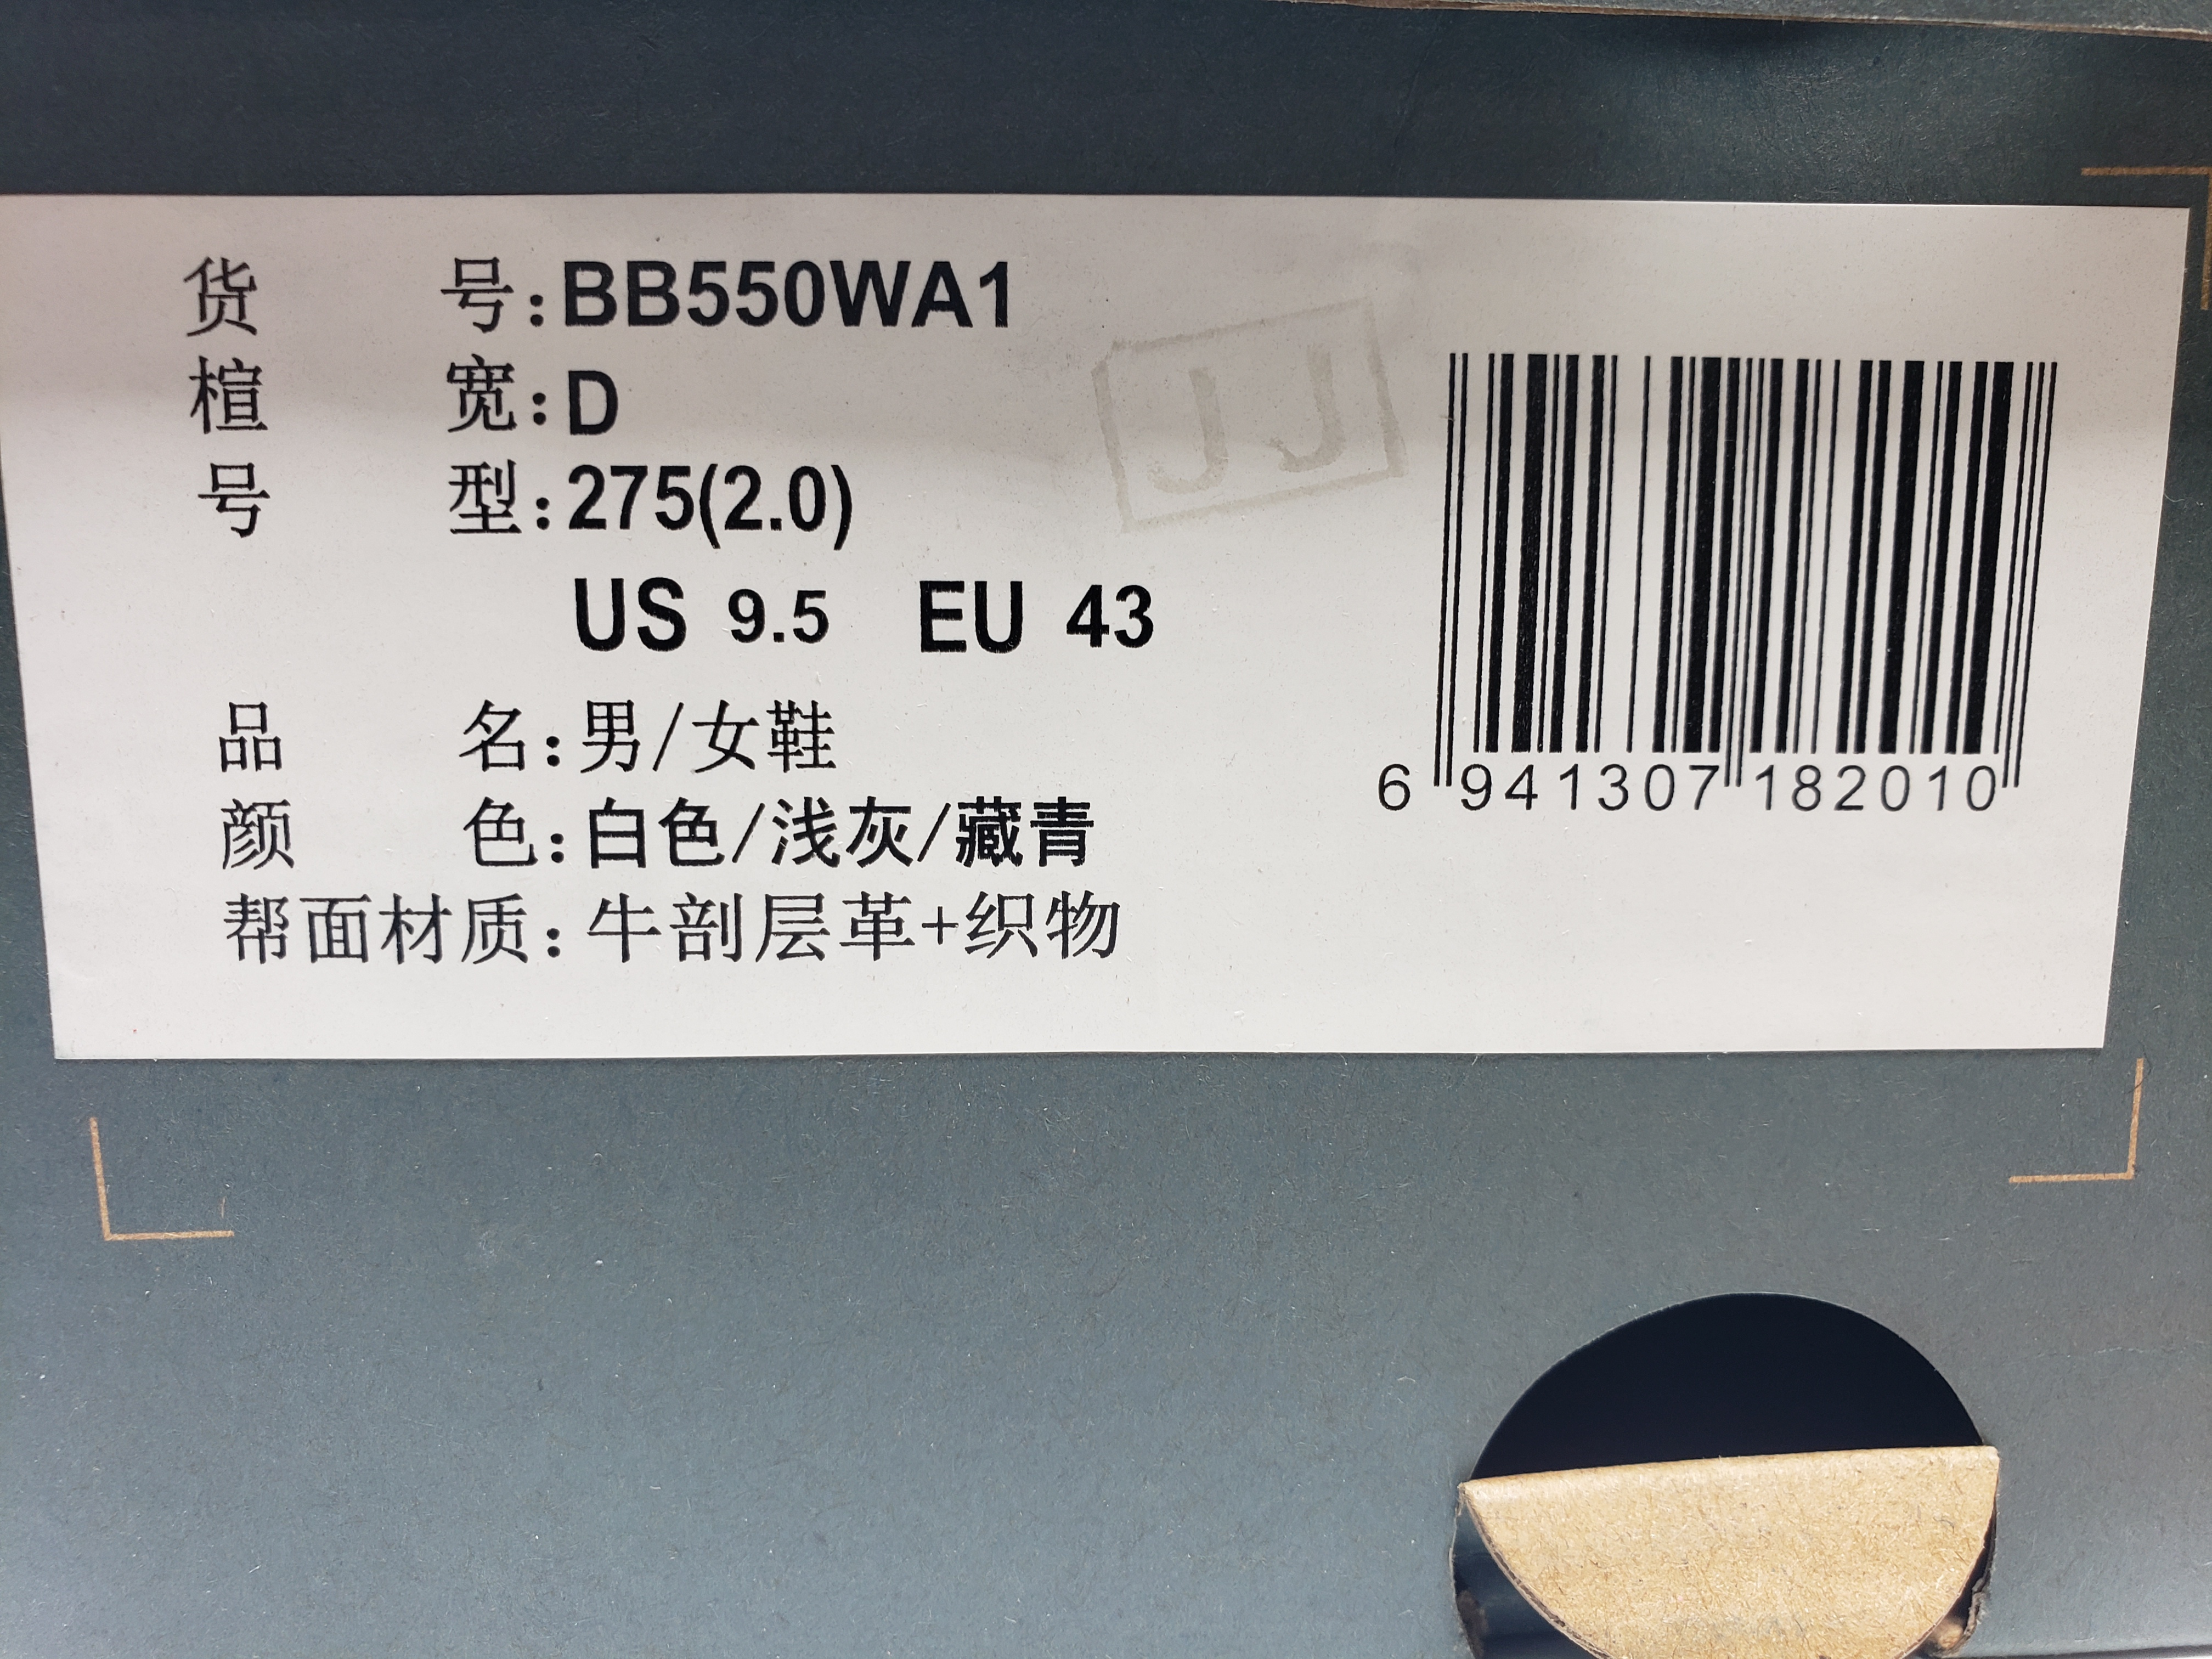 货 号:BB550WA1
楦 宽:D
号 型:275(2.0)
US 9.5 EU 43
品 名:男/女鞋
颜 色:白色/浅灰/藏青
帮面材质:牛剖层革+织物
JJ
6 941307 182010